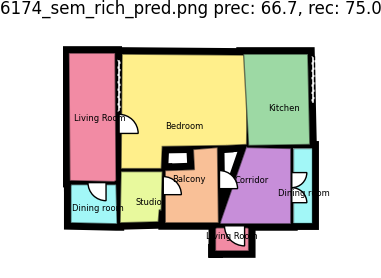 6174_sem_rich_pred.png prec: 66.7, rec: 75.0
Kitchen
Living Room
Bedroom
Balcony
Corridor
Dining room
Studio
Dining room
Living Room